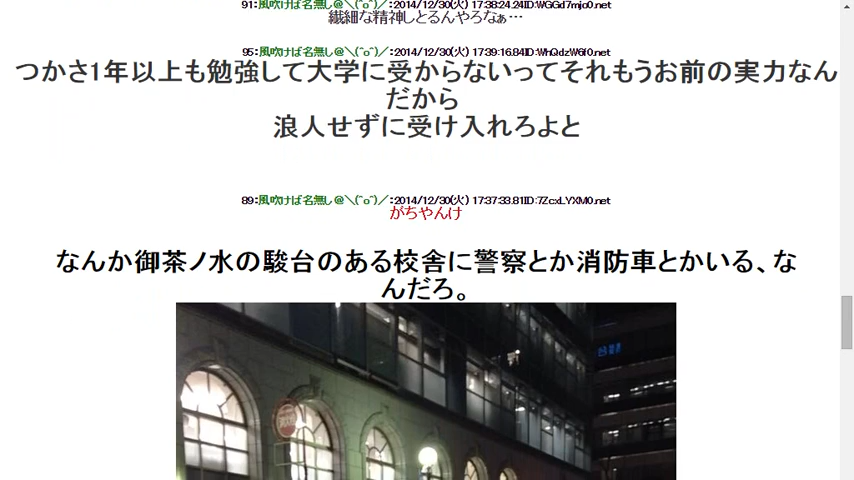 91:風吹けば名無し@＼(^o^)／:2014/12/30(火) 17:38:24.24ID:WGGd7mjo0.net
繊細な精神しとるんやろなぁ…
95:風吹けば名無し@＼(^o^)／:2014/12/30(火) 17:39:16.84ID:WhQdzW6f0.net
つかさ1年以上も勉強して大学に受からないってそれもうお前の実力なん
だから
浪人せずに受け入れろよと
89:風吹けば名無し@＼(^o^)／:2014/12/30(火) 17:37:33.81ID:7ZcxLYXM0.net
がちやんけ
なんか御茶ノ水の駿台のある校舎に警察とか消防車とかいる、な
んだろ。